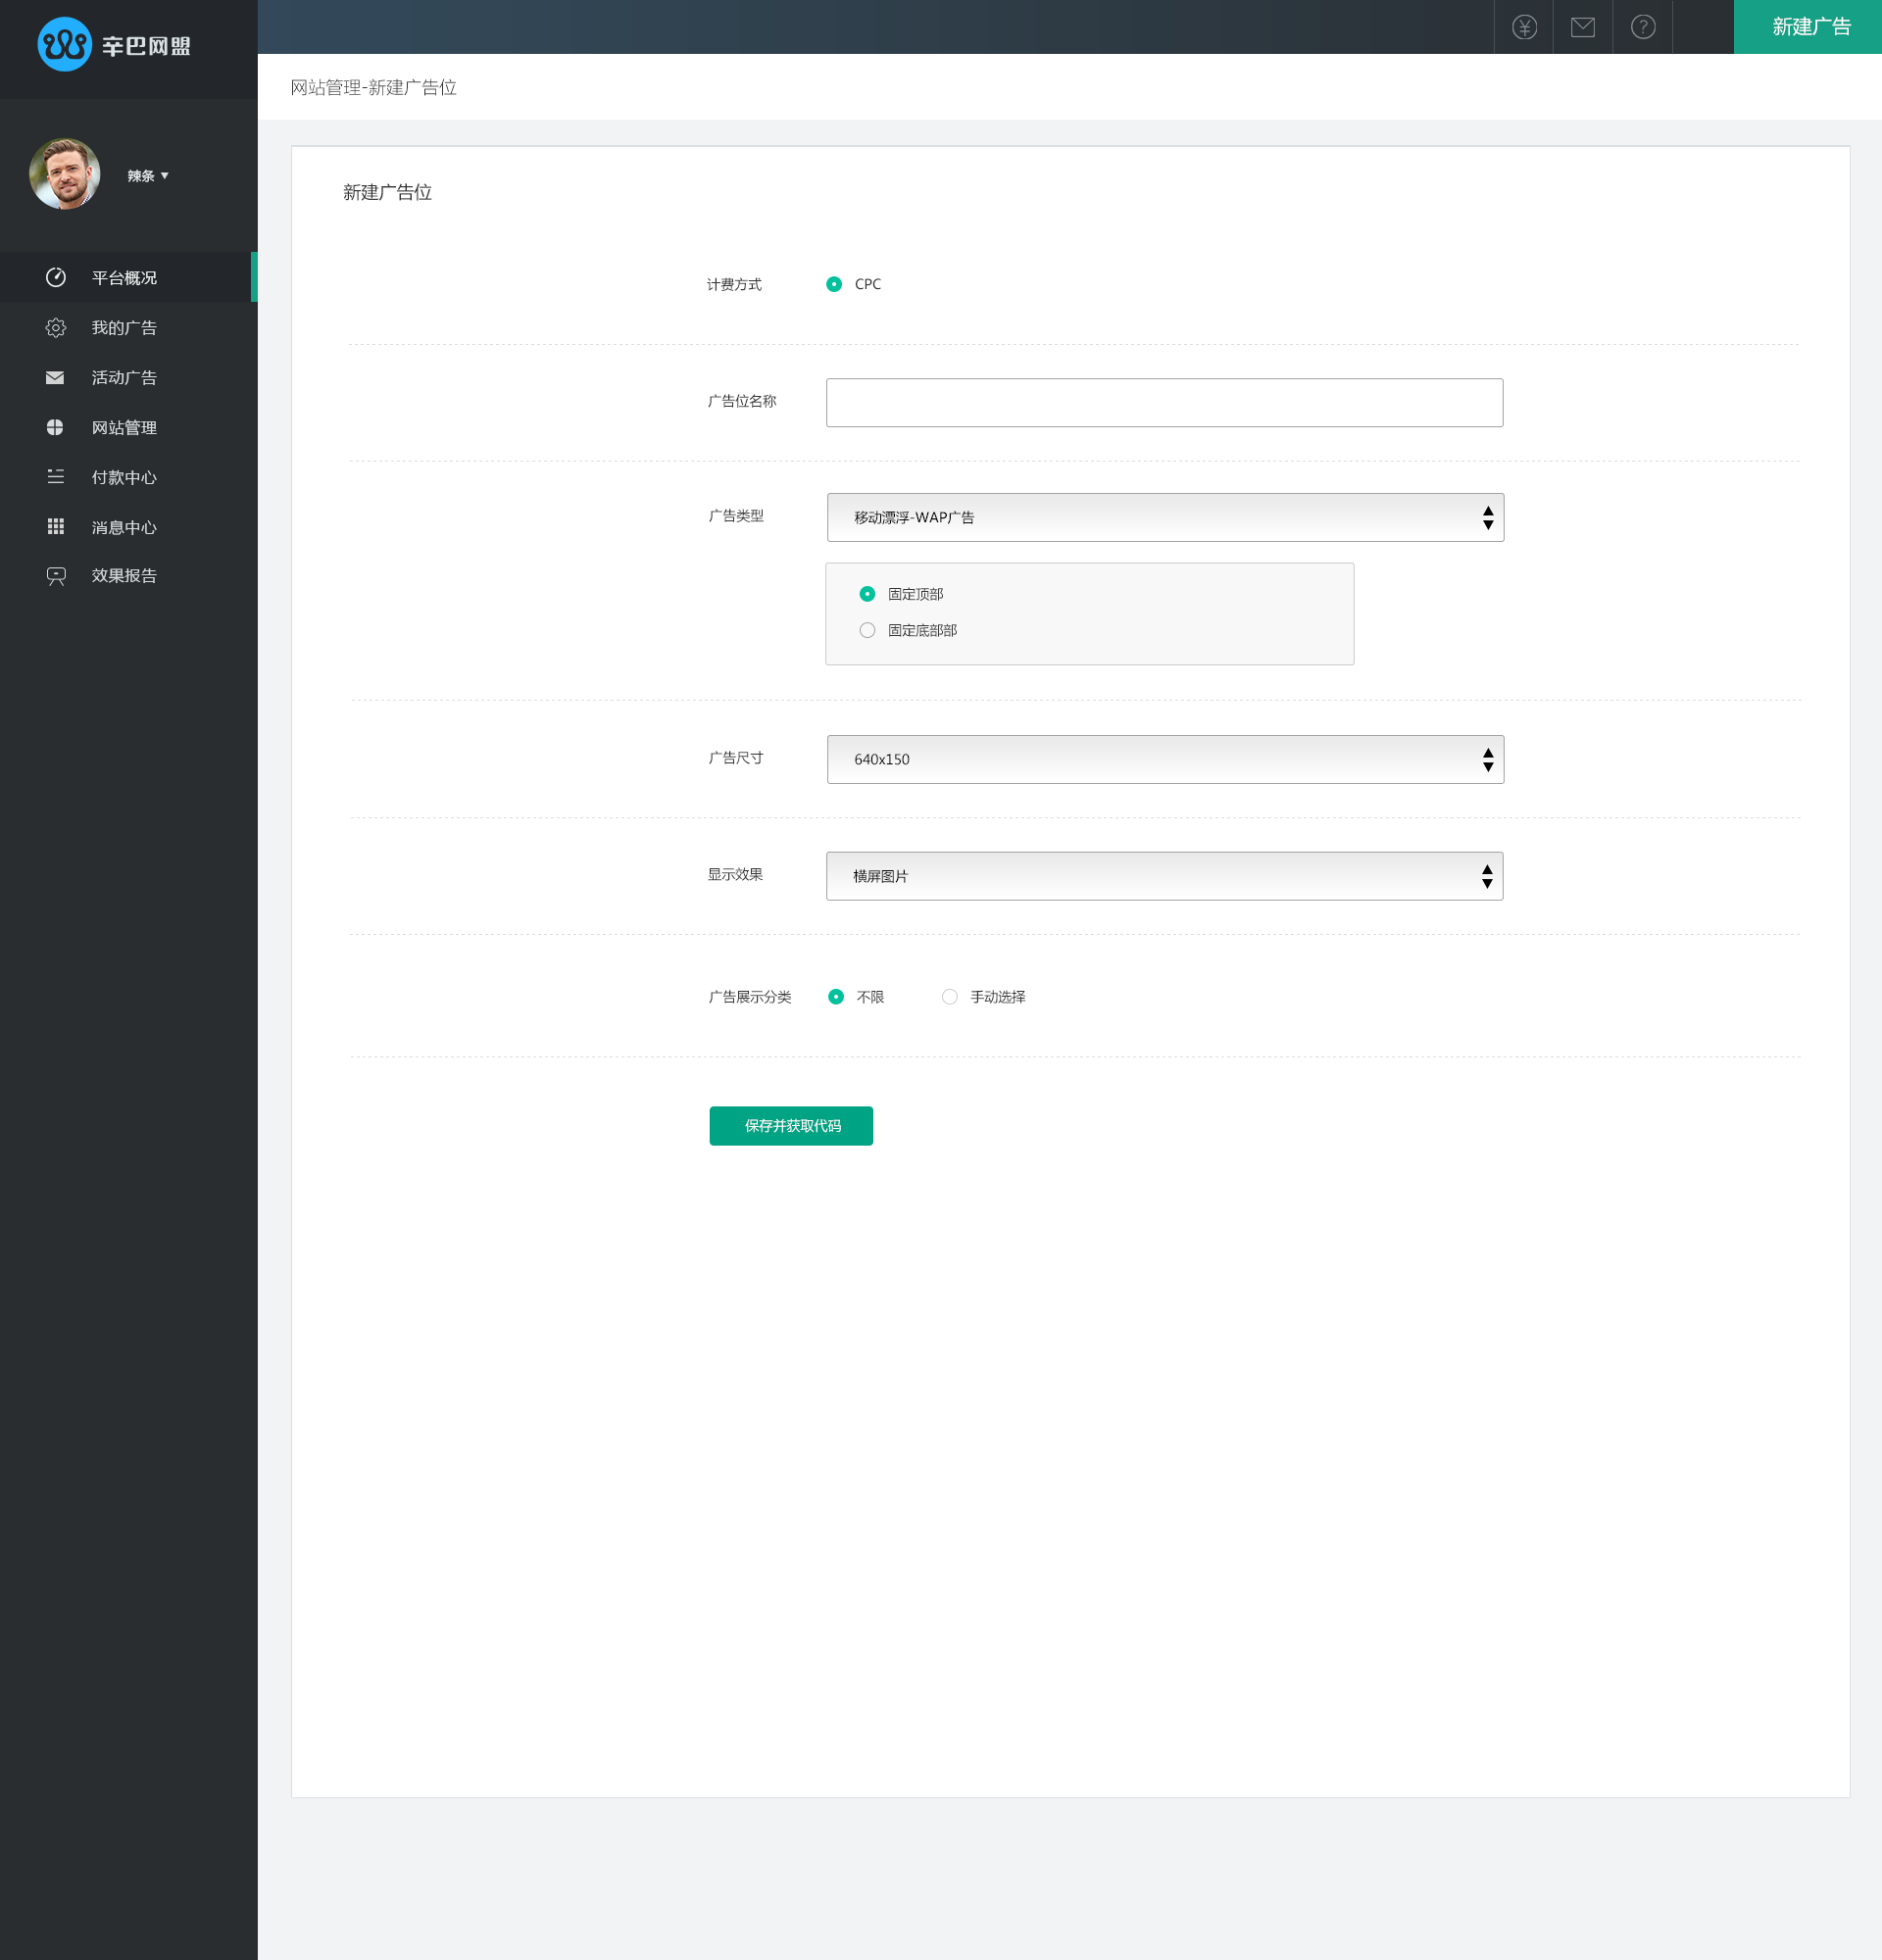 辛巴网盟
新建广告
网站管理-新建广告位
辣条
平台概况
我的广告
活动广告
网站管理
付款中心
消息中心
效果报告
新建广告位
计费方式 CPC
广告位名称
广告类型 移动漂浮-WAP广告
固定顶部
固定底部部
广告尺寸 640x150
显示效果 横屏图片
广告展示分类 不限 手动选择
保存并获取代码